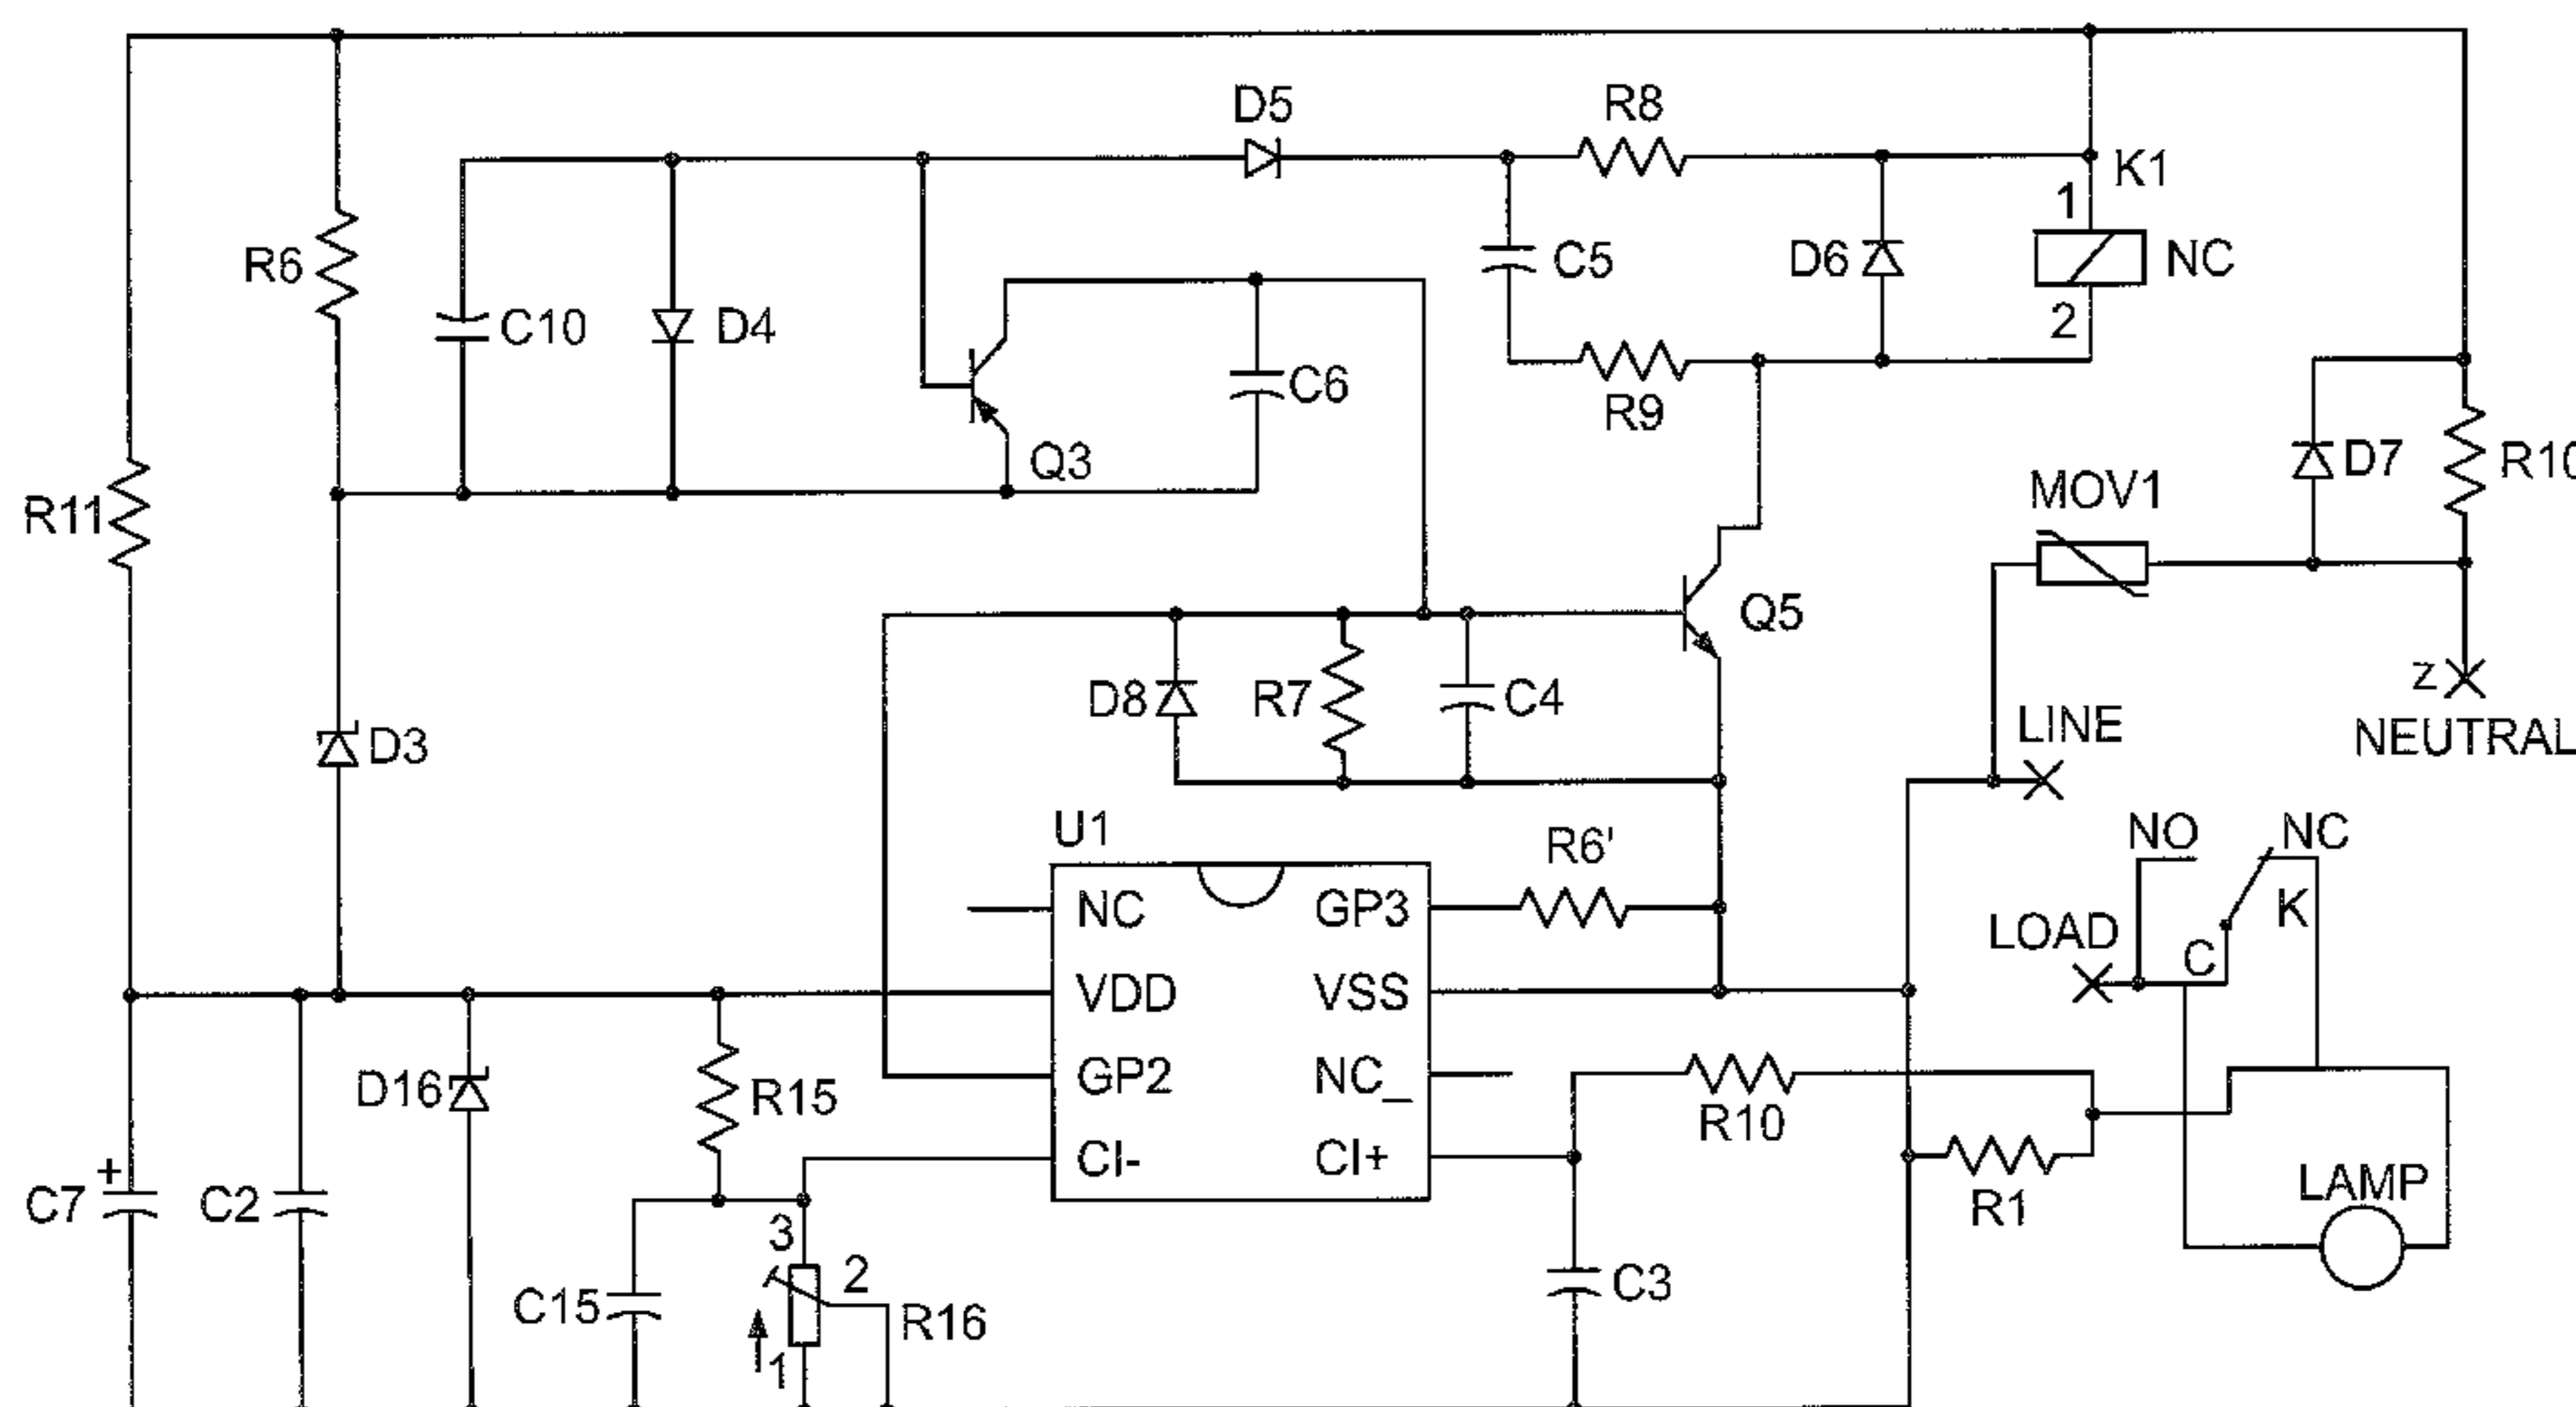 D5
R8
K1
1
R6
C10
D4
C5
D6
NC
2
C6
R9
Q3
R11
MOV1
D7
R10
Q5
D8
R7
C4
Z
LINE
NEUTRAL
D3
U1
R6'
NO
NC
NC
GP3
K
LOAD
C
VDD
VSS
GP2
NC_
D16
R15
R10
CI-
CI+
+
C7
C2
R1
LAMP
3
2
C3
C15
R16
1